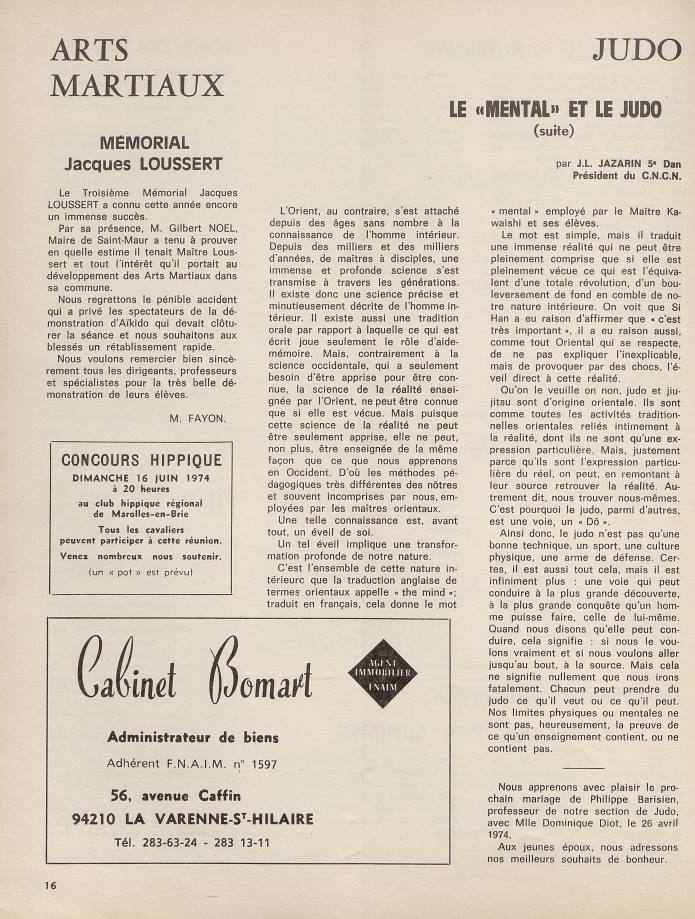 ARTS
MARTIAUX
JUDO
MÉMORIAL
Jacques LOUSSERT
Le Troisième Mémorial Jacques
LOUSSERT a connu cette année encore
un immense succès.
Par sa présence, M. Gilbert NOEL,
Maire de Saint-Maur a tenu à prouver
en quelle estime il tenait Maître Lous-
sert et tout l'intérêt qu'il portait au
développement des Arts Martiaux dans
sa commune.
Nous regrettons le pénible accident
qui a privé les spectateurs de la dé-
monstration d'Aïkido qui devait clôtu-
rer la séance et nous souhaitons aux
blessés un rétablissement rapide.
Nous voulons remercier bien sincè-
rement tous les dirigeants, professeurs
et spécialistes pour la très belle dé-
monstration de leurs élèves.
M. FAYON.
CONCOURS HIPPIQUE
DIMANCHE 16 JUIN 1974
à 20 heures
au club hippique régional
de Marolles-en-Brie
Tous les cavaliers
peuvent participer à cette réunion.
Venez nombreux nous soutenir.
(un « pot » est prévu)
LE «MENTAL» ET LE JUDO
(suite)
par J.L. JAZARIN 5e Dan
Président du C.N.C.N.
L'Orient, au contraire, s'est attaché
depuis des âges sans nombre à la
connaissance de l'homme intérieur.
Depuis des milliers et des milliers
d'années, de maîtres à disciples, une
immense et profonde science s'est
transmise à travers les générations.
Il existe donc une science précise et
minutieusement décrite de l'homme in-
térieur. Il existe aussi une tradition
orale par rapport à laquelle ce qui est
écrit joue seulement le rôle d'aide-
mémoire. Mais, contrairement à la
science occidentale, qui a seulement
besoin d'être apprise pour être con-
nue, la science de la réalité ensei-
gnée par l'Orient, ne peut être connue
que si elle est vécue. Mais puisque
cette science de la réalité ne peut
être seulement apprise, elle ne peut,
non plus, être enseignée de la même
façon que ce que nous apprenons
en Occident. D'où les méthodes pé-
dagogiques très différentes des nôtres
et souvent incomprises par nous, em-
ployées par les maîtres orientaux.
Une telle connaissance est, avant
tout, un éveil de soi.
Un tel éveil implique une transfor-
mation profonde de notre nature.
C'est l'ensemble de cette nature in-
térieure que la traduction anglaise de
termes orientaux appelle « the mind »;
traduit en français, cela donne le mot
« mental » employé par le Maître Ka-
waishi et ses élèves.
Le mot est simple, mais il traduit
une immense réalité qui ne peut être
pleinement comprise que si elle est
pleinement vécue ce qui est l'équiva-
lent d'une totale révolution, d'un bou-
leversement de fond en comble de no-
tre nature intérieure. On voit que Si
Han a eu raison d'affirmer que « c'est
très important », il a eu raison aussi,
comme tout Oriental qui se respecte,
de ne pas expliquer l'inexplicable,
mais de provoquer par des chocs, l'é-
veil direct à cette réalité.
Qu'on le veuille on non, judo et jiu-
jitsu sont d'origine orientale. Ils sont
comme toutes les activités tradition-
nelles orientales reliés intimement à
la réalité, dont ils ne sont qu'une ex-
pression particulière. Mais, justement
parce qu'ils sont l'expression particu-
lière du réel, on peut, en remontant à
leur source retrouver la réalité. Au-
trement dit, nous trouver nous-mêmes.
C'est pourquoi le judo, parmi d'autres,
est une voie, un « Dô ».
Ainsi donc, le judo n'est pas qu'une
bonne technique, un sport, une culture
physique, une arme de défense. Cer-
tes, il est aussi tout cela, mais il est
infiniment plus : une voie qui peut
conduire à la plus grande découverte,
à la plus grande conquête qu'un hom-
me puisse faire, celle de lui-même.
Quand nous disons qu'elle peut con-
duire, cela signifie : si nous le vou-
lons vraiment et si nous voulons aller
jusqu'au bout, à la source. Mais cela
ne signifie nullement que nous irons
fatalement. Chacun peut prendre du
judo ce qu'il veut ou ce qu'il peut.
Nos limites physiques ou mentales ne
sont pas, heureusement, la preuve de
ce qu'un enseignement contient, ou ne
contient pas.
Nous apprenons avec plaisir le pro-
chain mariage de Philippe Barisien,
professeur de notre section de Judo,
avec Mlle Dominique Diot, le 26 avril
1974.
Aux jeunes époux, nous adressons
nos meilleurs souhaits de bonheur.
Cabinet Bomart
AGENT
IMMOBILIER
FNAIM
Administrateur de biens
Adhérent F.N.A.I.M. n° 1597
56, avenue Caffin
94210 LA VARENNE-ST-HILAIRE
Tél. 283-63-24 - 283 13-11
16